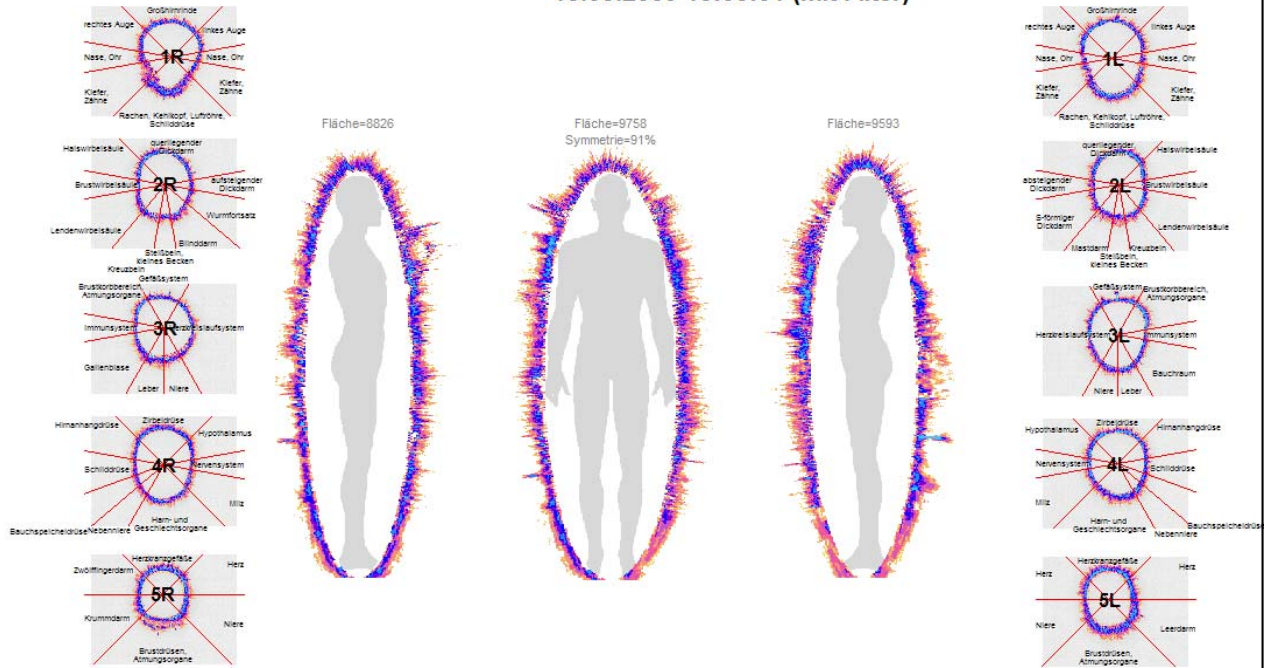 Großhirnrinde
rechtes Auge
linkes Auge
1R
Nase, Ohr
Nase, Ohr
Kiefer,
Zähne
Kiefer,
Zähne
Rachen, Kehlkopf, Luftröhre,
Schilddrüse
querliegender
Dickdarm
Halswirbelsäule
2R
Brustwirbelsäule
aufsteigender
Dickdarm
Wurmfortsatz
Lendenwirbelsäule
Blinddarm
Steißbein,
kleines Becken
Kreuzbein
Gefäßsystem
Brustkorbbereich,
Atmungsorgane
3R
Immunsystem
Herzkreislaufsystem
Gallenblase
Leber
Niere
Zirbeldrüse
Hirnanhangdrüse
Hypothalamus
4R
Schilddrüse
Nervensystem
Milz
Harn- und
Geschlechtsorgane
Bauchspeicheldrüse
Nebenniere
Herzkranzgefäße
Zwölffingerdarm
Herz
5R
Krummdarm
Niere
Brustdrüsen,
Atmungsorgane
Fläche=8826
Fläche=9758
Symmetrie=91%
Fläche=9593
Großhirnrinde
rechtes Auge
linkes Auge
1L
Nase, Ohr
Nase, Ohr
Kiefer,
Zähne
Kiefer,
Zähne
Rachen, Kehlkopf, Luftröhre,
Schilddrüse
querliegender
Dickdarm
Halswirbelsäule
absteigender
Dickdarm
2L
Brustwirbelsäule
S-förmiger
Dickdarm
Lendenwirbelsäule
Mastdarm
Kreuzbein
Steißbein,
kleines Becken
Gefäßsystem
Brustkorbbereich,
Atmungsorgane
Herzkreislaufsystem
3L
Immunsystem
Bauchraum
Niere
Leber
Zirbeldrüse
Hypothalamus
Hirnanhangdrüse
Nervensystem
4L
Schilddrüse
Milz
Harn- und
Geschlechtsorgane
Bauchspeicheldrüse
Nebenniere
Herzkranzgefäße
Herz
Herz
5L
Niere
Leerdarm
Brustdrüsen,
Atmungsorgane